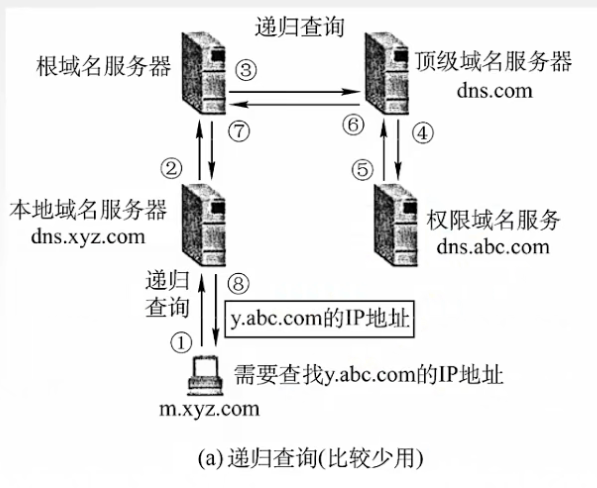 递归查询
根域名服务器
③
顶级域名服务器
dns.com
⑦
⑥
④
②
⑤
本地域名服务器
dns.xyz.com
权限域名服务
dns.abc.com
递归
查询
⑧
y.abc.com的IP地址
①
需要查找y.abc.com的IP地址
m.xyz.com
(a) 递归查询(比较少用)